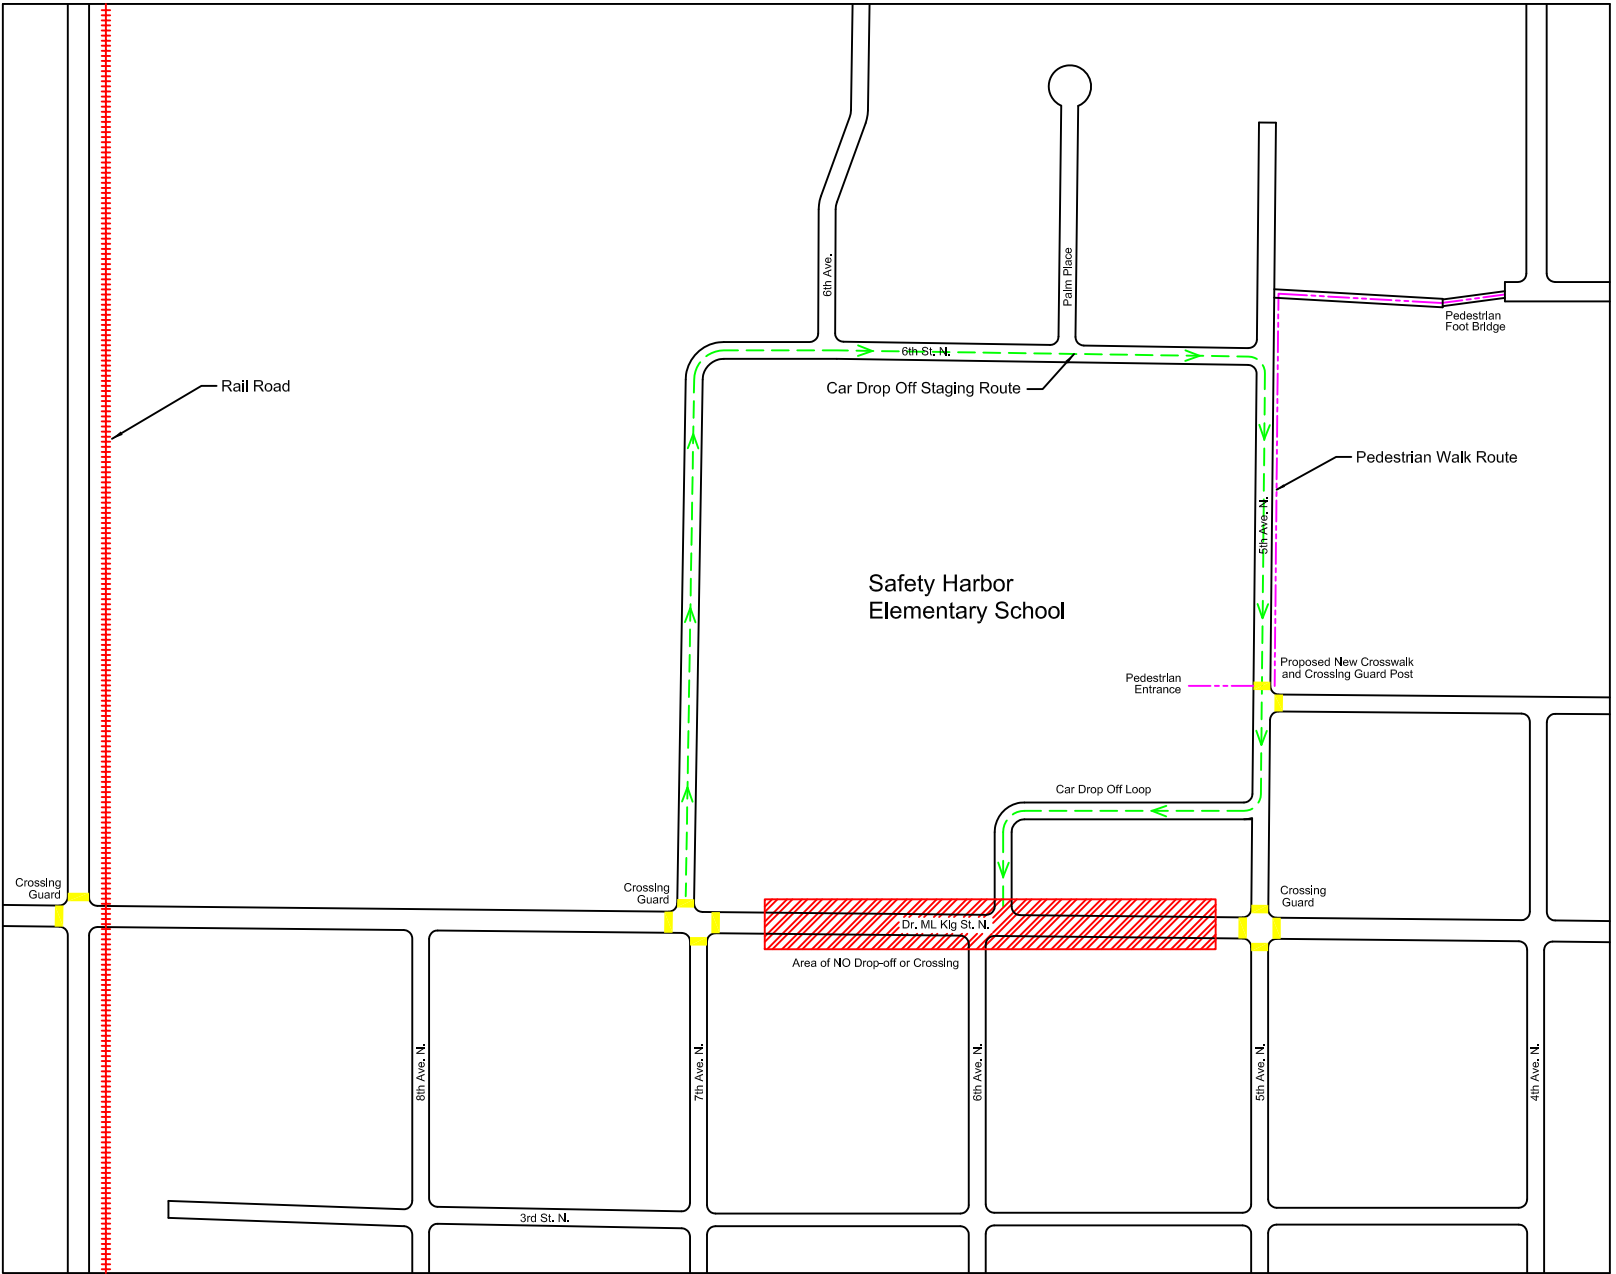 6th Ave.
Palm Place
Pedestrian
Foot Bridge
6th St. N.
Car Drop Off Staging Route
Rail Road
Pedestrian Walk Route
5th Ave. N.
Safety Harbor
Elementary School
Proposed New Crosswalk
and Crossing Guard Post
Pedestrian
Entrance
Car Drop Off Loop
Crossing
Guard
Crossing
Guard
Crossing
Guard
Dr. ML Kig St. N.
Area of NO Drop-off or Crossing
8th Ave. N.
7th Ave. N.
6th Ave. N.
5th Ave. N.
4th Ave. N.
3rd St. N.